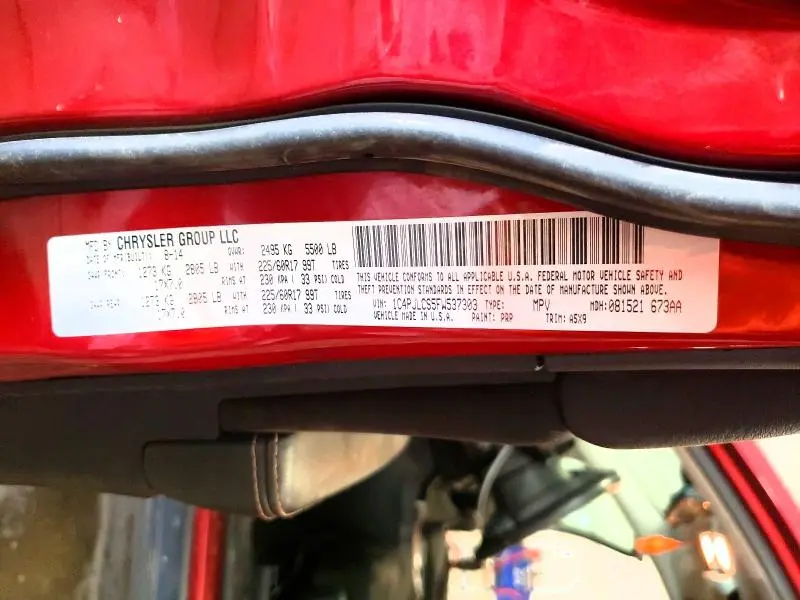 MFD BY CHRYSLER GROUP LLC
DATE OF MFR(BUILT): 8-14 GVWR: 2495 KG 5500 LB
GAWR FRONT: 1273 KG 2805 LB WITH 225/60R17 99T TIRES
17X7.0 RIMS AT 230 KPA ( 33 PSI) COLD
GAWR REAR: 1273 KG 2805 LB WITH 225/60R17 99T TIRES
17X7.0 RIMS AT 230 KPA ( 33 PSI) COLD
THIS VEHICLE CONFORMS TO ALL APPLICABLE U.S.A. FEDERAL MOTOR VEHICLE SAFETY AND
THEFT PREVENTION STANDARDS IN EFFECT ON THE DATE OF MANUFACTURE SHOWN ABOVE.
VIN: 1C4PJLCS5FW537303 TYPE: MPV MDH: 081521 673AA
VEHICLE MADE IN U.S.A. PAINT: PRP TRIM: A5X9